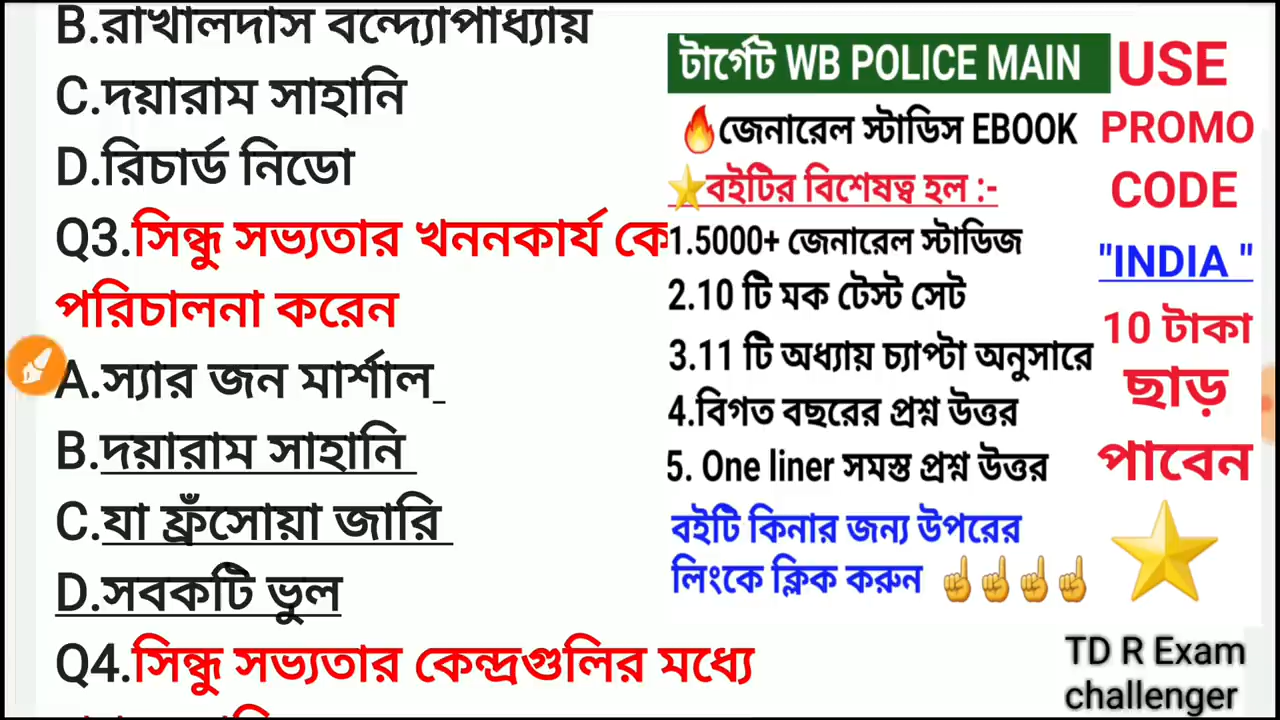 B.রাখালদাস বন্দ্যোপাধ্যায়
C.দয়ারাম সাহানি
D.রিচার্ড নিডো
Q3.সিন্ধু সভ্যতার খননকার্য কে
পরিচালনা করেন
A.স্যার জন মার্শাল
B.দয়ারাম সাহানি
C.যা ফ্রঁসোয়া জারি
D.সবকটি ভুল
Q4.সিন্ধু সভ্যতার কেন্দ্রগুলির মধ্যে
টার্গেট WB POLICE MAIN
জেনারেল স্টাডিস EBOOK
বইটির বিশেষত্ব হল :-
1.5000+ জেনারেল স্টাডিজ
2.10 টি মক টেস্ট সেট
3.11 টি অধ্যায় চ্যাপ্টা অনুসারে
4.বিগত বছরের প্রশ্ন উত্তর
5. One liner সমস্ত প্রশ্ন উত্তর
বইটি কিনার জন্য উপরের
লিংকে ক্লিক করুন
USE
PROMO
CODE
"INDIA "
10 টাকা
ছাড়
পাবেন
TD R Exam
challenger